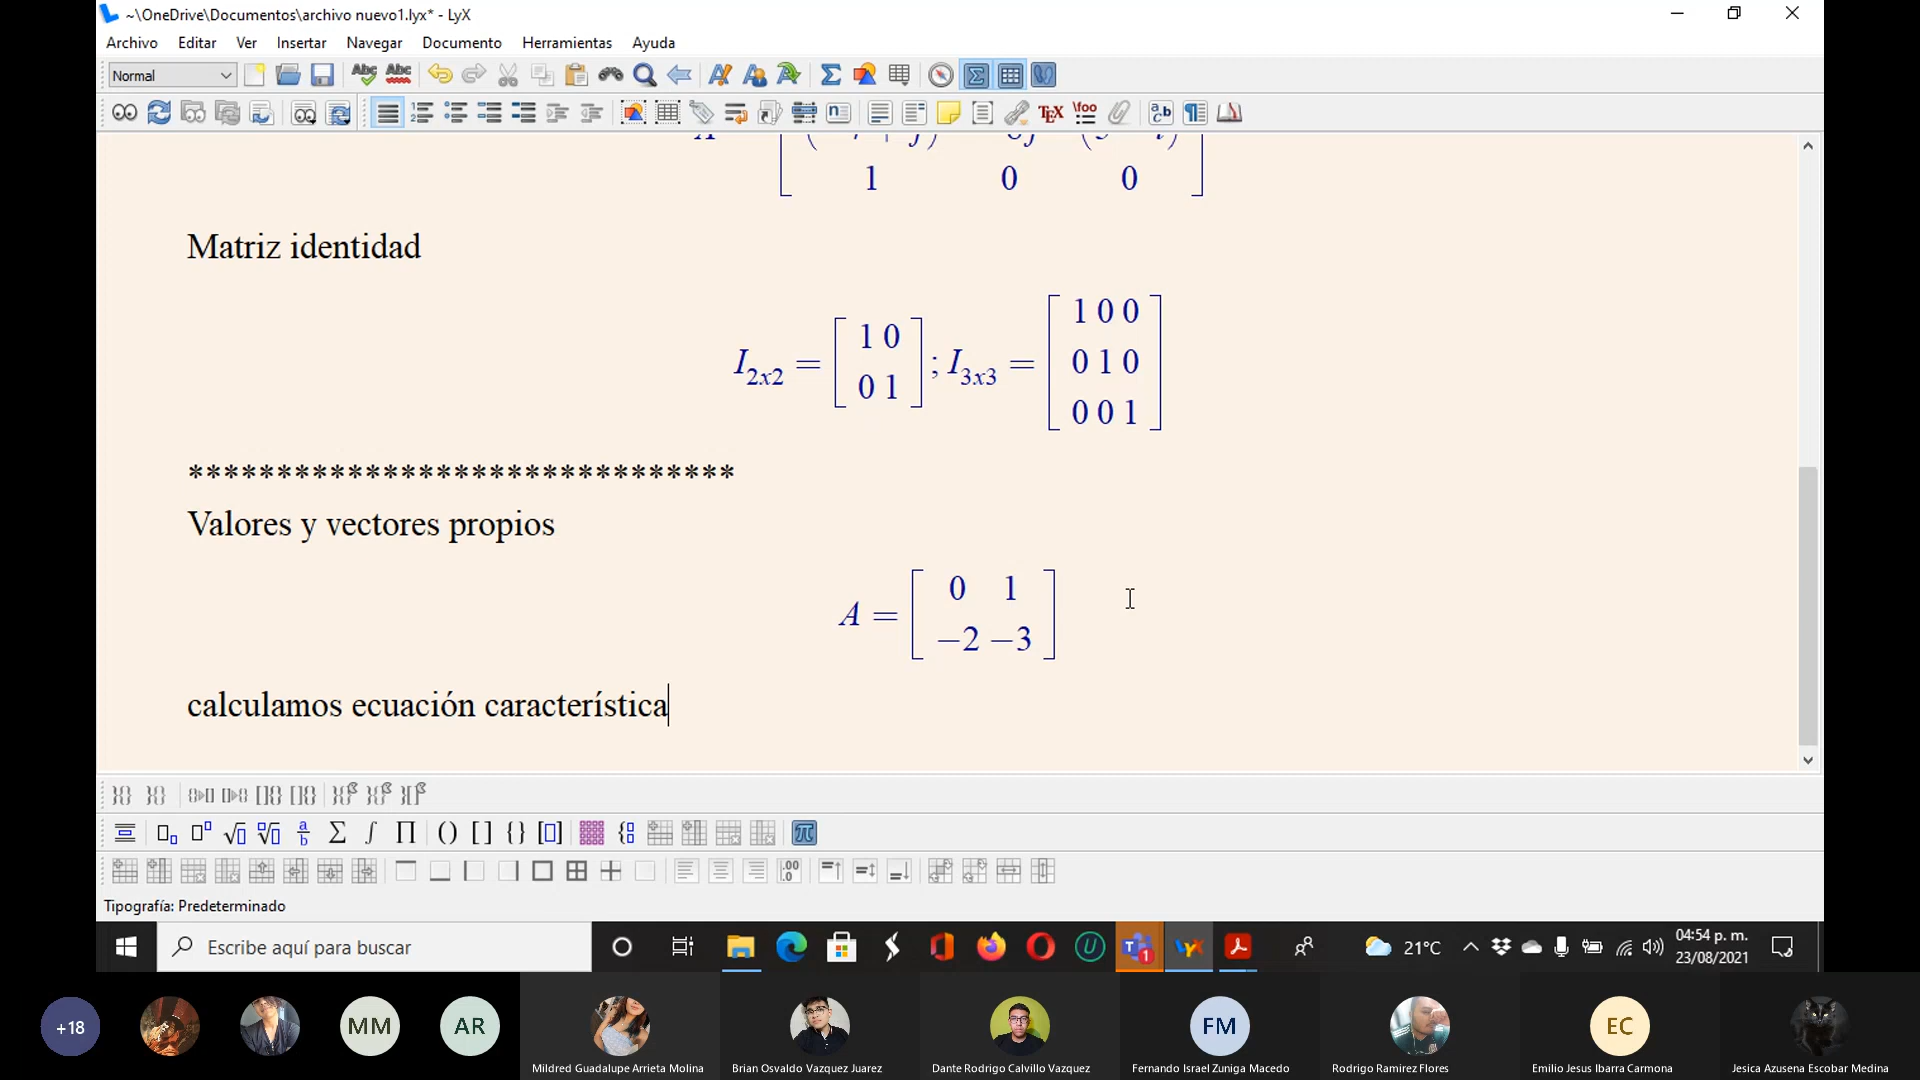 ~\OneDrive\Documentos\archivo nuevo1.lyx* - LyX
Archivo Editar Ver Insertar Navegar Documento Herramientas Ayuda
Normal
1 0 0
Matriz identidad
I2x2 = [ 1 0
0 1 ] ; I3x3 = [ 1 0 0
0 1 0
0 0 1 ]
*******************************
Valores y vectores propios
A = [ 0 1
−2 −3 ]
calculamos ecuación característica
Tipografía: Predeterminado
Escribe aquí para buscar
21°C
04:54 p. m.
23/08/2021
+18
MM
AR
FM
EC
Mildred Guadalupe Arrieta Molina
Brian Osvaldo Vazquez Juarez
Dante Rodrigo Calvillo Vazquez
Fernando Israel Zuniga Macedo
Rodrigo Ramirez Flores
Emilio Jesus Ibarra Carmona
Jesica Azusena Escobar Medina